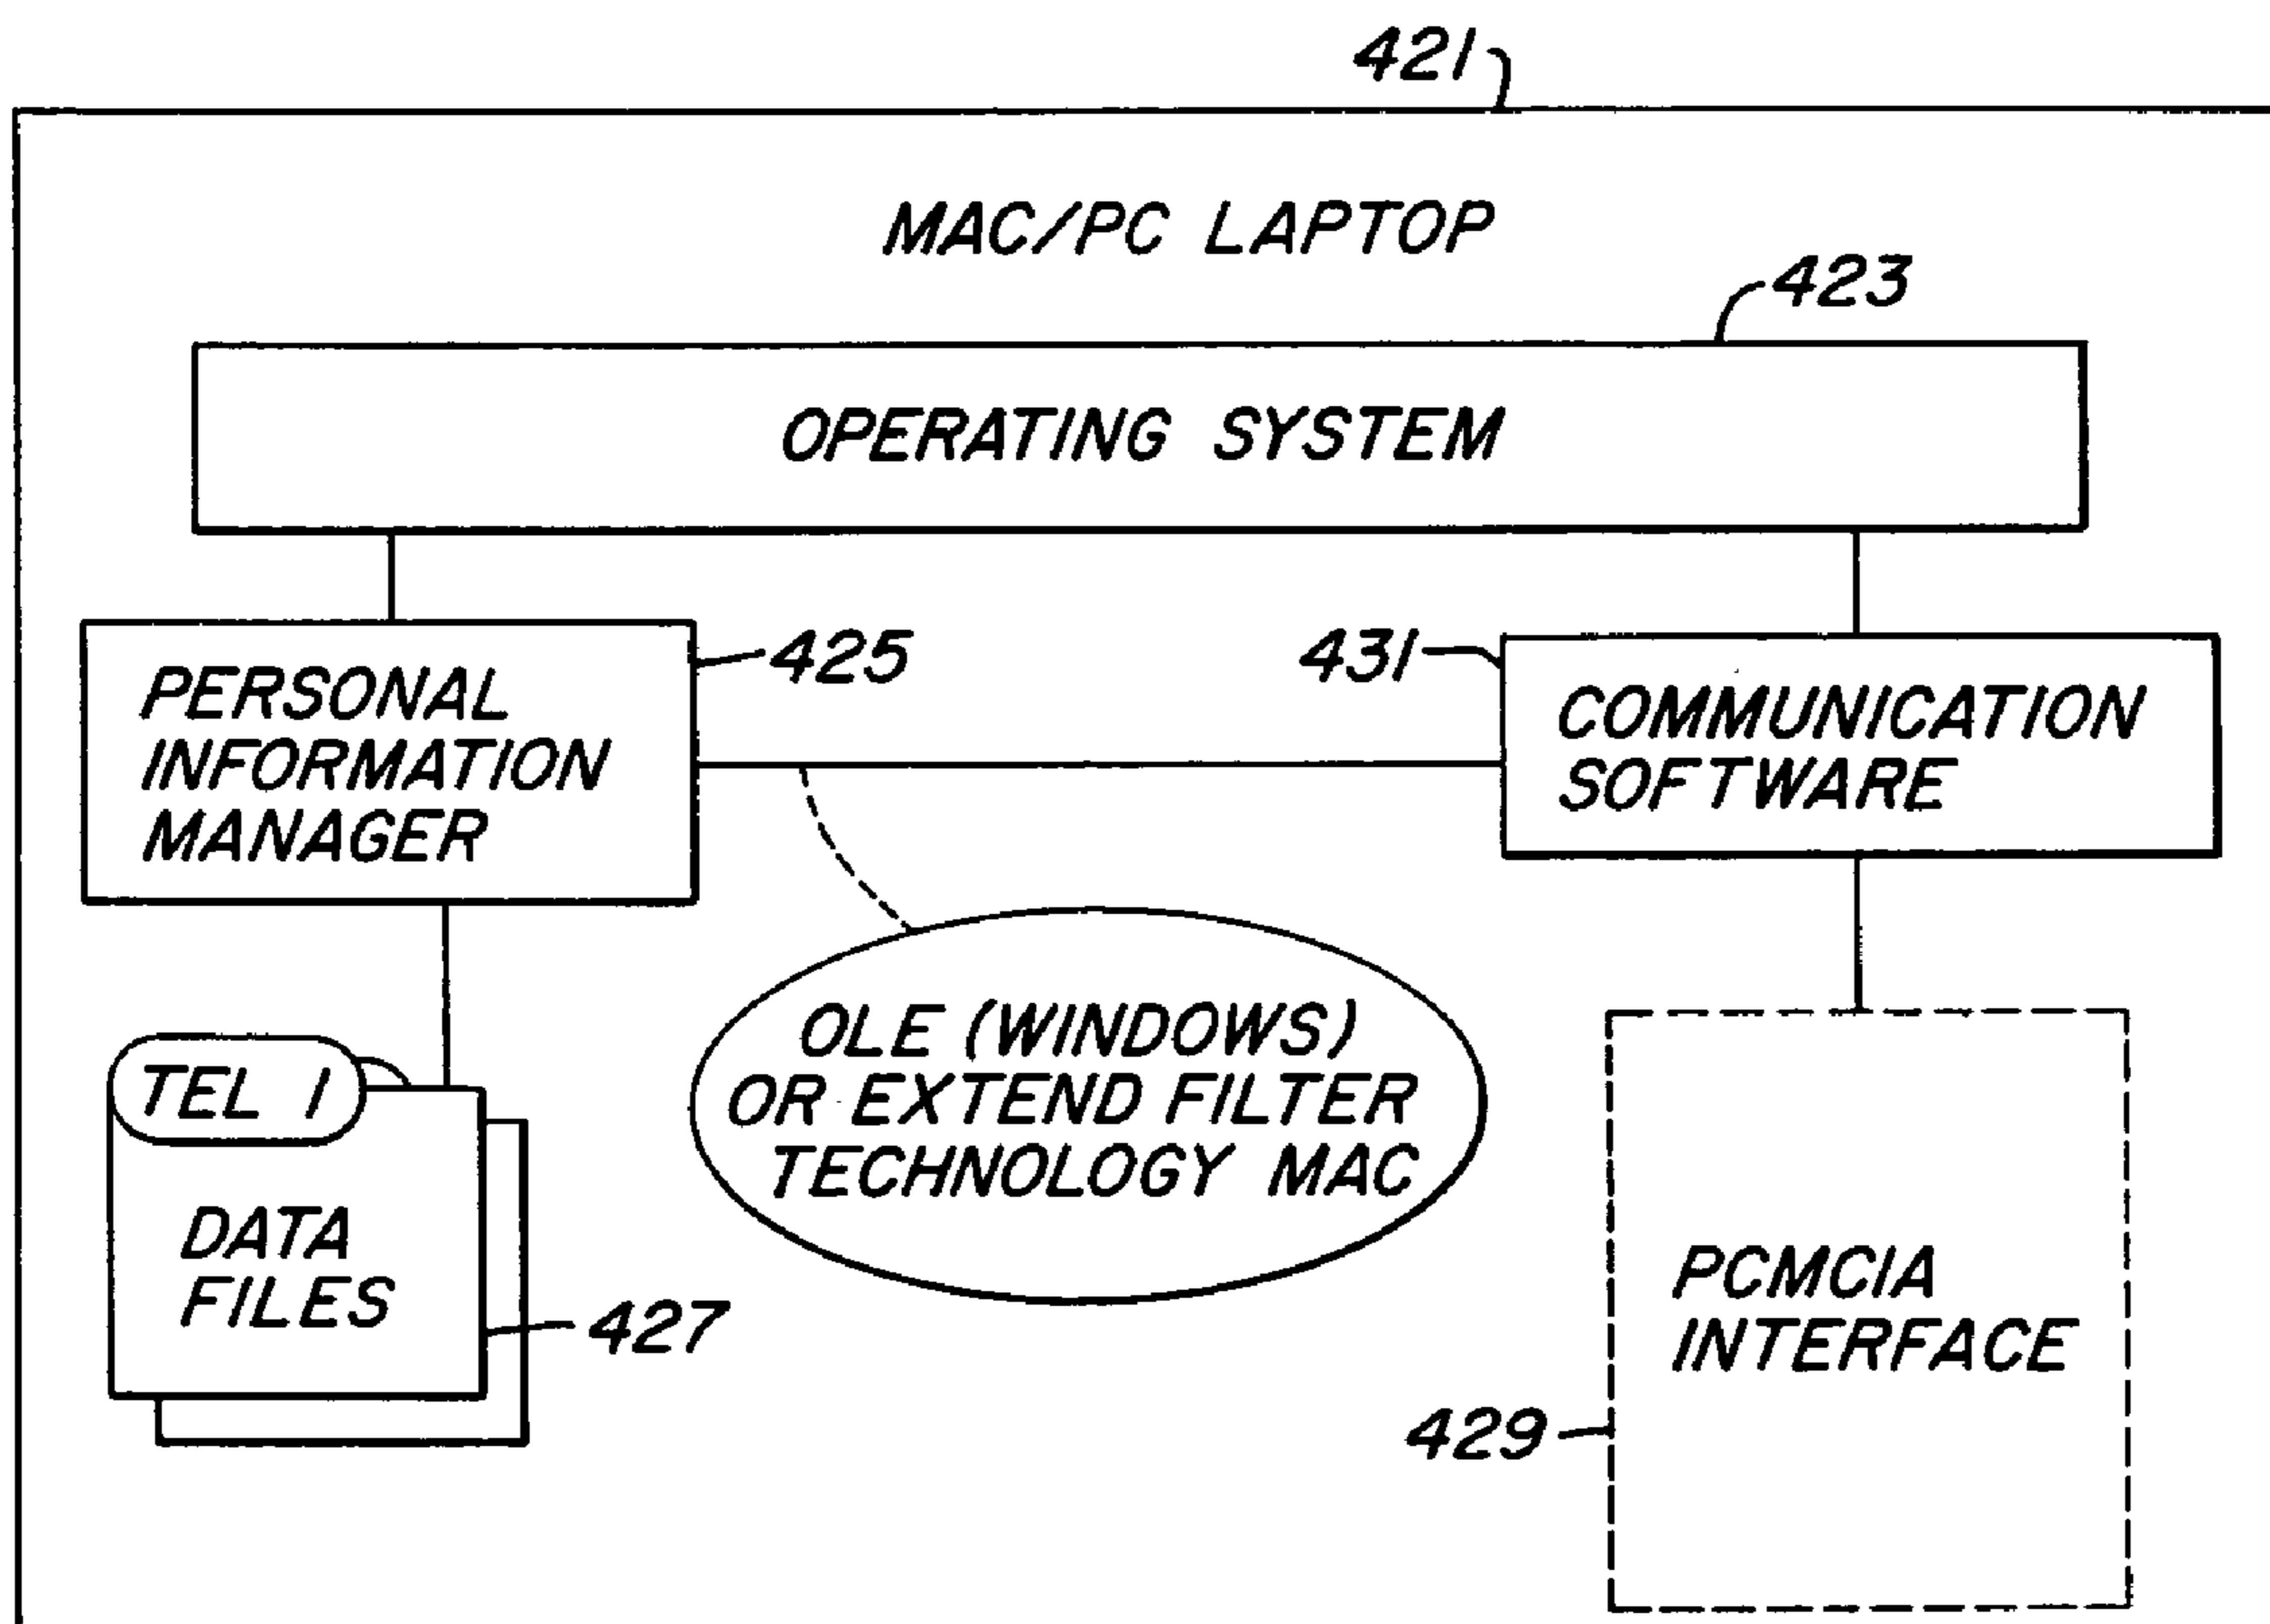 421
MAC/PC LAPTOP
423
OPERATING SYSTEM
425
431
PERSONAL
INFORMATION
MANAGER
COMMUNICATION
SOFTWARE
TEL 1
DATA
FILES
427
OLE (WINDOWS)
OR EXTEND FILTER
TECHNOLOGY MAC
PCMCIA
INTERFACE
429